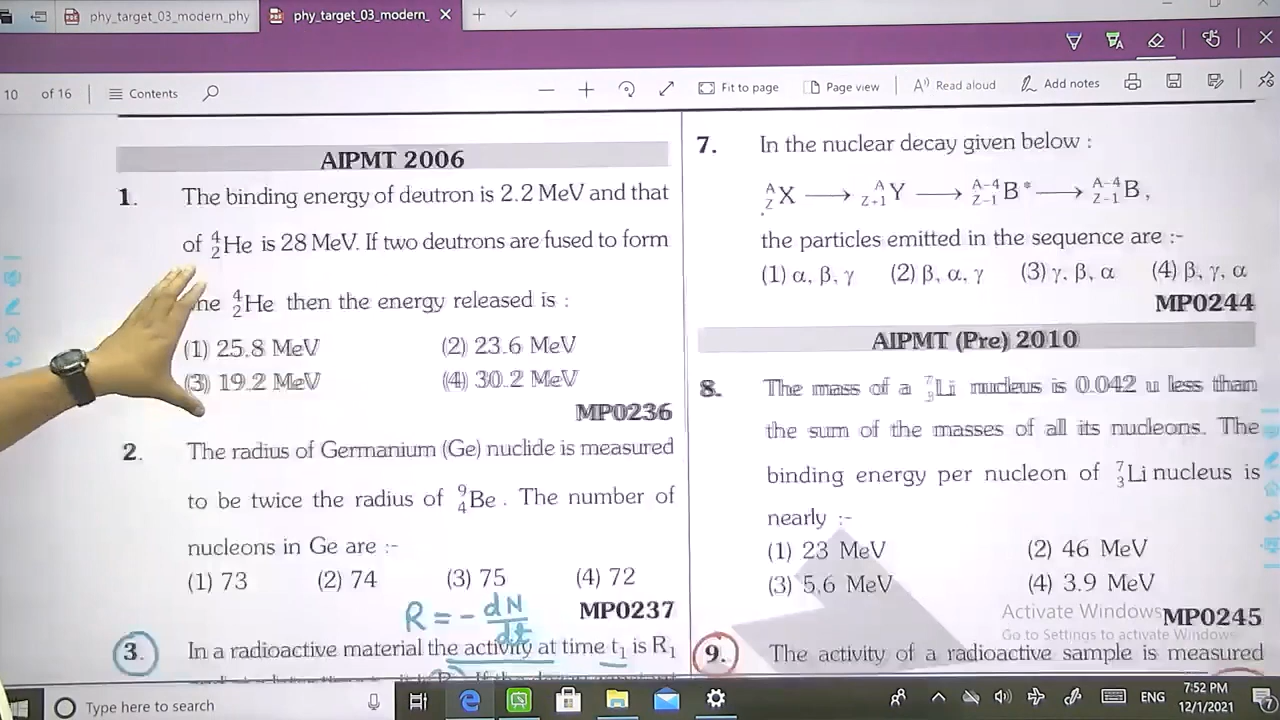 phy_target_03_modern_phy
phy_target_03_modern_
10 of 16
Contents
Fit to page
Page view
Read aloud
Add notes
AIPMT 2006
1. The binding energy of deutron is 2.2 MeV and that
of ⁴₂He is 28 MeV. If two deutrons are fused to form
one ⁴₂He then the energy released is :
(1) 25.8 MeV (2) 23.6 MeV
(3) 19.2 MeV (4) 30.2 MeV
MP0236
2. The radius of Germanium (Ge) nuclide is measured
to be twice the radius of ⁹₄Be . The number of
nucleons in Ge are :-
(1) 73 (2) 74 (3) 75 (4) 72
MP0237
R = - dN/dt
3. In a radioactive material the activity at time t₁ is R₁
7. In the nuclear decay given below :
ᴬ_Z X ⟶ ᴬ_Z+1 Y ⟶ ᴬ⁻⁴_Z-1 B* ⟶ ᴬ⁻⁴_Z-1 B,
the particles emitted in the sequence are :-
(1) α, β, γ (2) β, α, γ (3) γ, β, α (4) β, γ, α
MP0244
AIPMT (Pre) 2010
8. The mass of a ⁷₃Li nucleus is 0.042 u less than
the sum of the masses of all its nucleons. The
binding energy per nucleon of ⁷₃Li nucleus is
nearly :-
(1) 23 MeV (2) 46 MeV
(3) 5.6 MeV (4) 3.9 MeV
Activate Windows
Go to Settings to activate Windows.
MP0245
9. The activity of a radioactive sample is measured
Type here to search
ENG
7:52 PM
12/1/2021
7